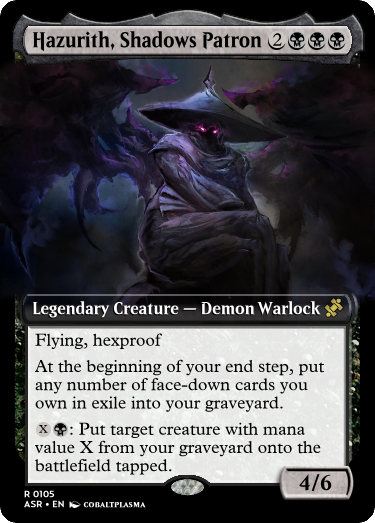 Hazurith, Shadows Patron 2
Legendary Creature — Demon Warlock
Flying, hexproof
At the beginning of your end step, put
any number of face-down cards you
own in exile into your graveyard.
X : Put target creature with mana
value X from your graveyard onto the
battlefield tapped.
4/6
R 0105
ASR • EN COBALTPLASMA